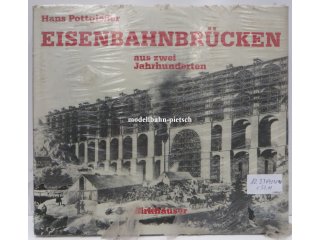 Hans Pottgießer
EISENBAHNBRÜCKEN
aus zwei
Jahrhunderten
modellbahn-pietsch
Birkhäuser